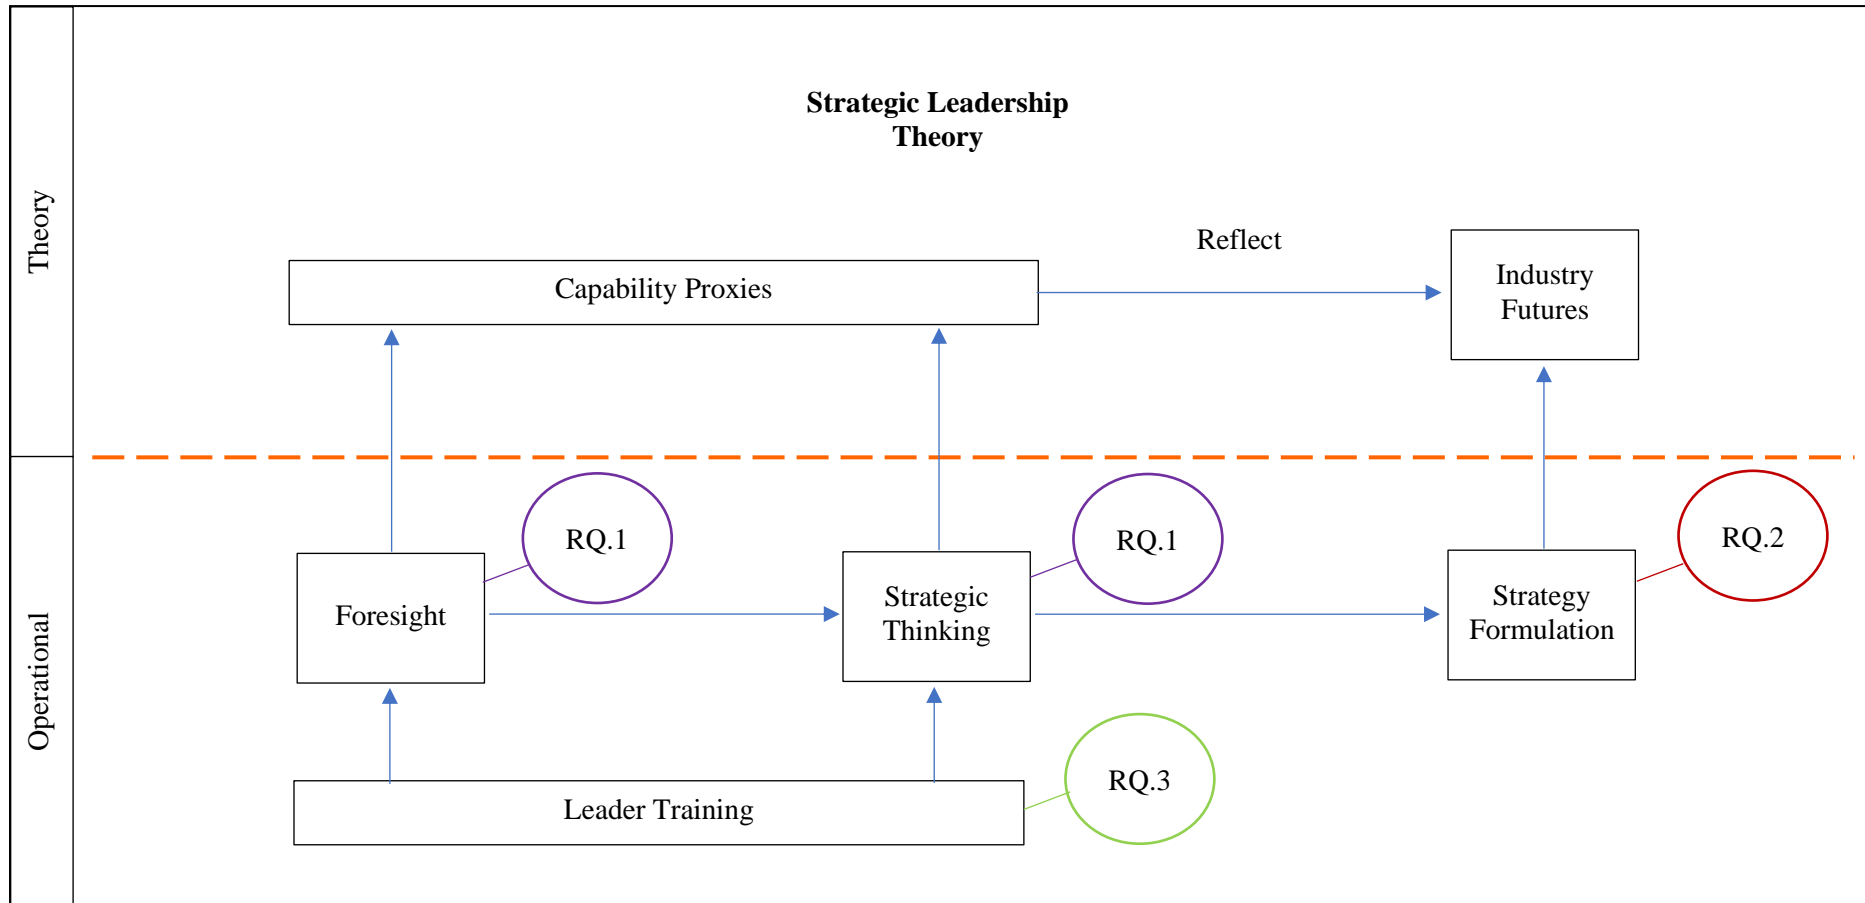 Strategic Leadership
Theory
Theory
Reflect
Capability Proxies
Industry
Futures
Operational
RQ.1
RQ.1
RQ.2
Foresight
Strategic
Thinking
Strategy
Formulation
RQ.3
Leader Training